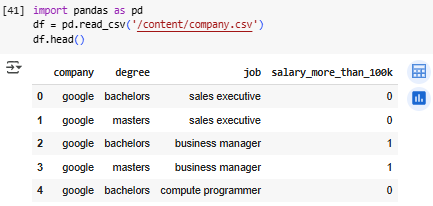 [41] import pandas as pd
df = pd.read_csv('/content/company.csv')
df.head()
company degree job salary_more_than_100k
0 google bachelors sales executive 0
1 google masters sales executive 0
2 google bachelors business manager 1
3 google masters business manager 1
4 google bachelors compute programmer 0